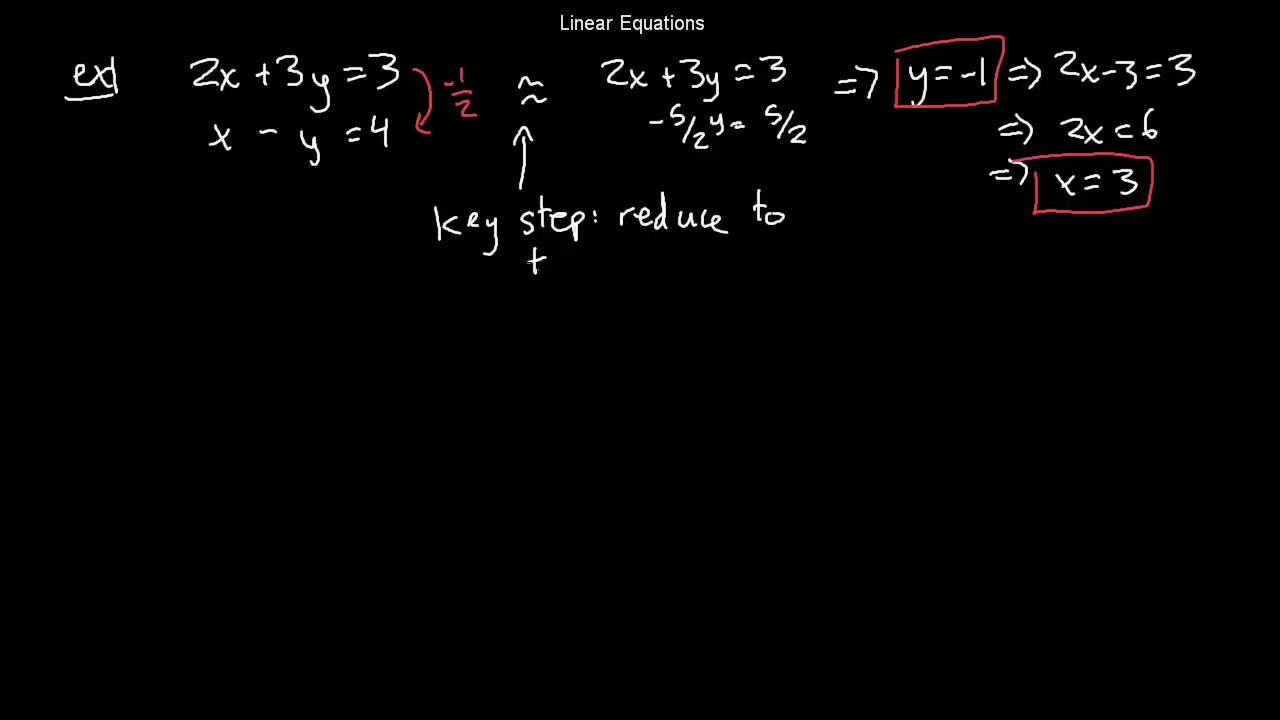 Linear Equations
ex 2x + 3y = 3 -1/2 ≈ 2x + 3y = 3 => y = -1 => 2x - 3 = 3
x - y = 4 -5/2 y = 5/2 => 2x = 6
=> x = 3
key step: reduce to
t